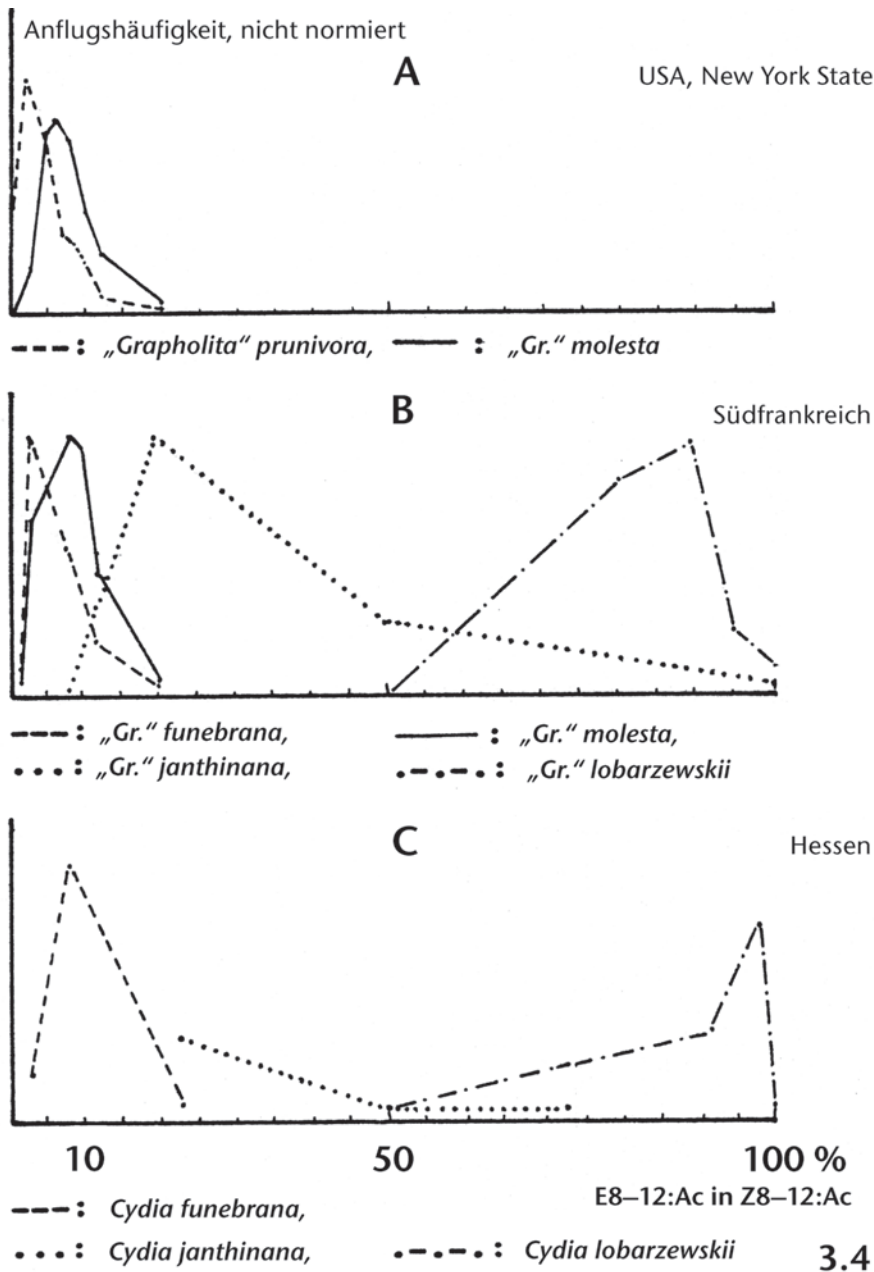 Anflugshäufigkeit, nicht normiert
A
USA, New York State
---: „Grapholita“ prunivora, —— : „Gr.“ molesta
B
Südfrankreich
---: „Gr.“ funebrana, —— : „Gr.“ molesta,
••• : „Gr.“ janthinana, .-.-. : „Gr.“ lobarzewskii
C
Hessen
10 50 100 %
E8–12:Ac in Z8–12:Ac
---: Cydia funebrana,
••• : Cydia janthinana, .-.-. : Cydia lobarzewskii
3.4